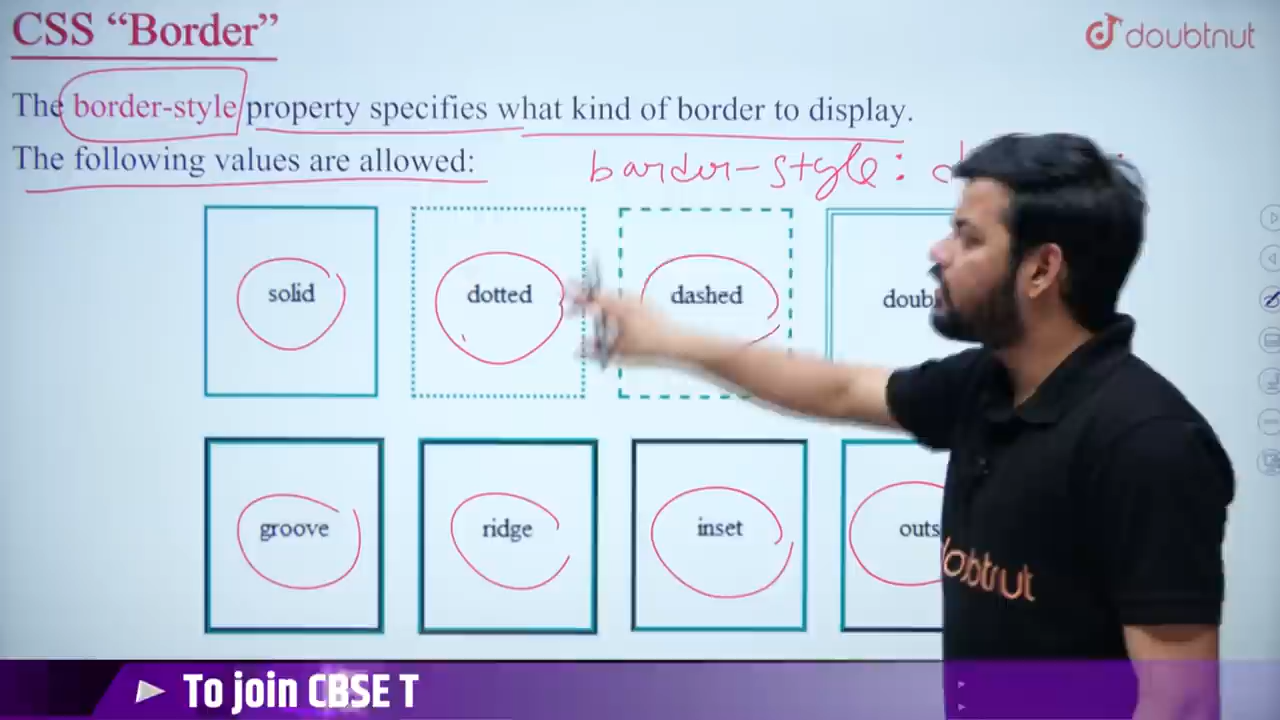 CSS “Border”
doubtnut
The border-style property specifies what kind of border to display.
The following values are allowed:
barder-style:
solid
dotted
dashed
groove
ridge
inset
To join CBSE T